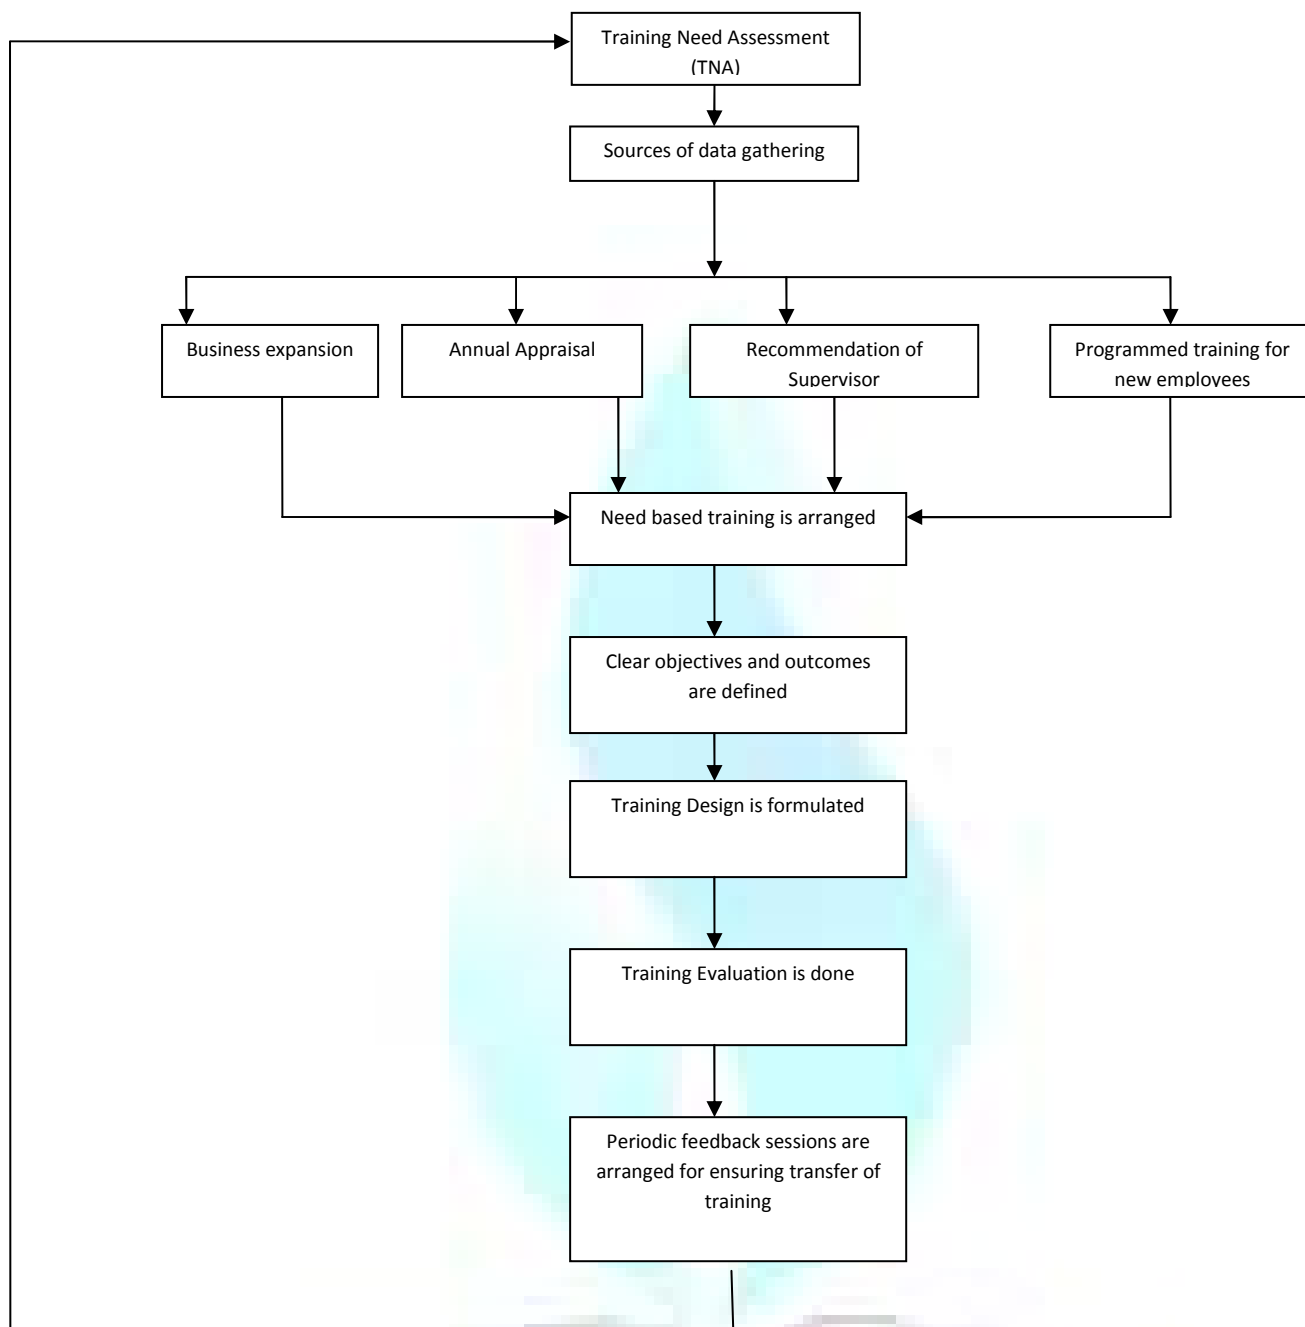 Training Need Assessment
(TNA)
Sources of data gathering
Business expansion
Annual Appraisal
Recommendation of
Supervisor
Programmed training for
new employees
Need based training is arranged
Clear objectives and outcomes
are defined
Training Design is formulated
Training Evaluation is done
Periodic feedback sessions are
arranged for ensuring transfer of
training